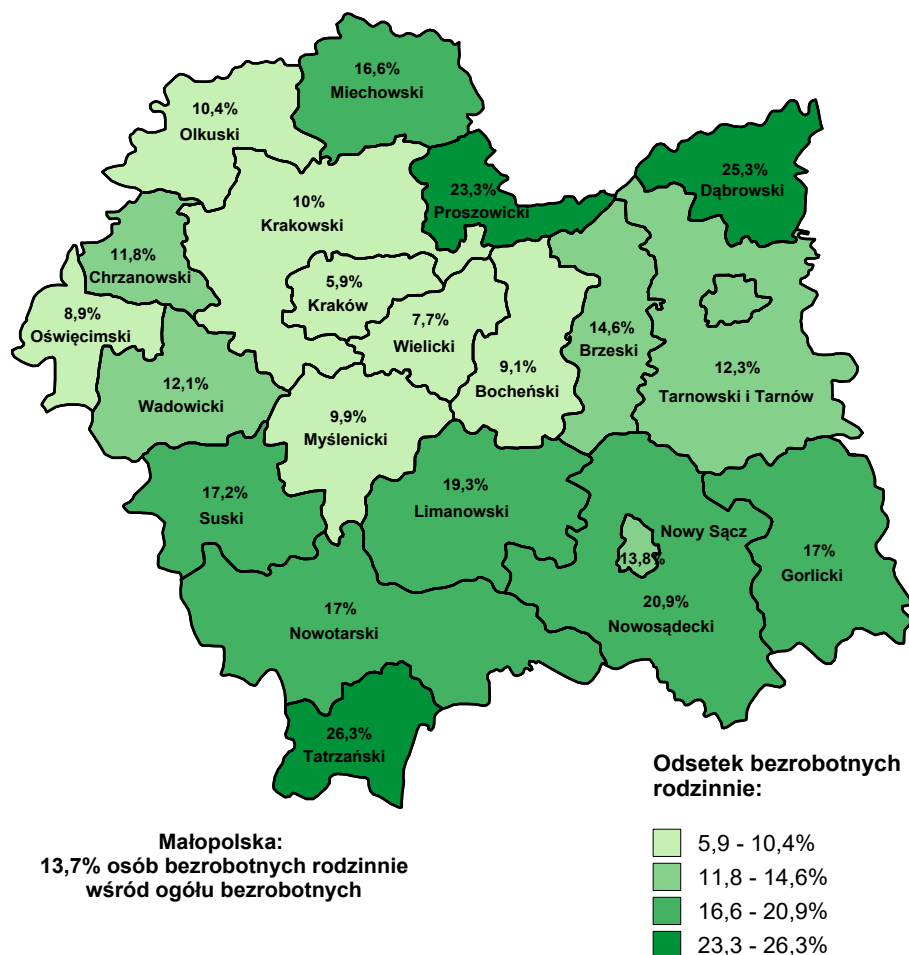 16,6%
Miechowski
10,4%
Olkuski
25,3%
Dąbrowski
23,3%
Proszowicki
10%
Krakowski
11,8%
Chrzanowski
5,9%
Kraków
8,9%
Oświęcimski
7,7%
Wielicki
14,6%
Brzeski
9,1%
Bocheński
12,3%
Tarnowski i Tarnów
12,1%
Wadowicki
9,9%
Myślenicki
17,2%
Suski
19,3%
Limanowski
Nowy Sącz
13,8%
17%
Gorlicki
20,9%
Nowosądecki
17%
Nowotarski
26,3%
Tatrzański
Odsetek bezrobotnych
rodzinnie:
5,9 - 10,4%
11,8 - 14,6%
16,6 - 20,9%
23,3 - 26,3%
Małopolska:
13,7% osób bezrobotnych rodzinnie
wśród ogółu bezrobotnych